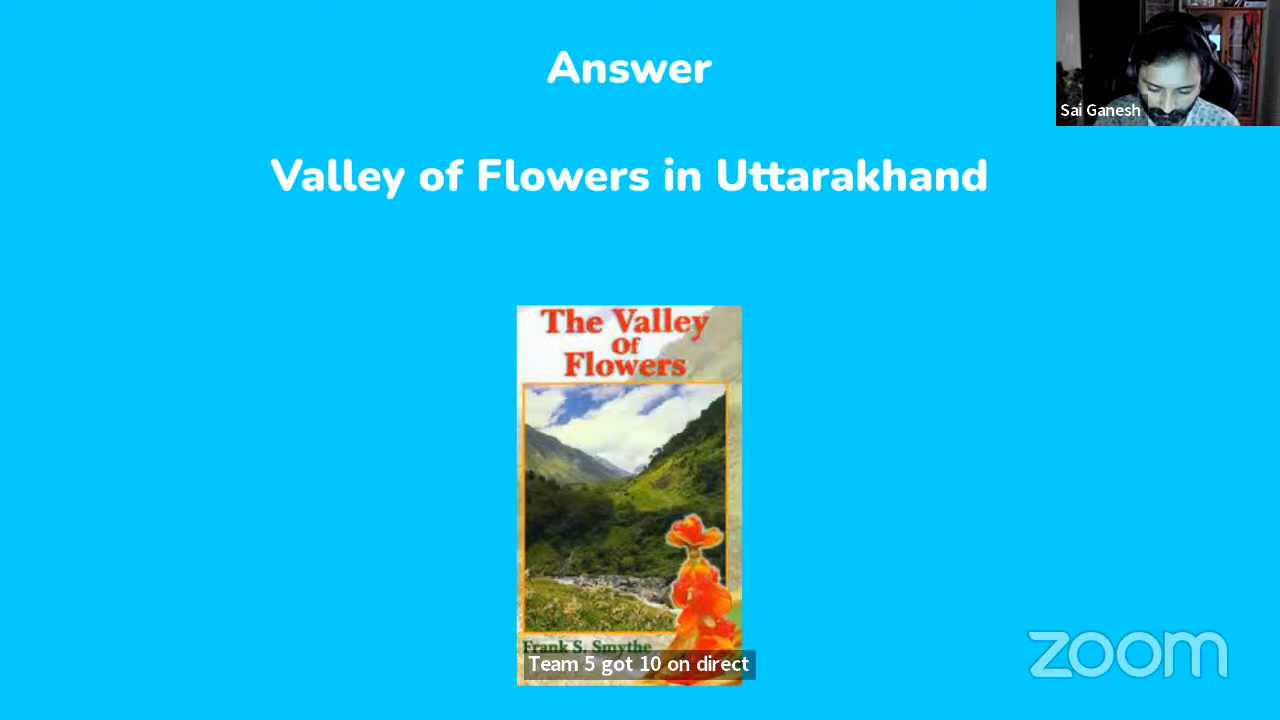 Answer
Sai Ganesh
Valley of Flowers in Uttarakhand
The Valley
Of
Flowers
Frank S. Smythe
Team 5 got 10 on direct
zoom